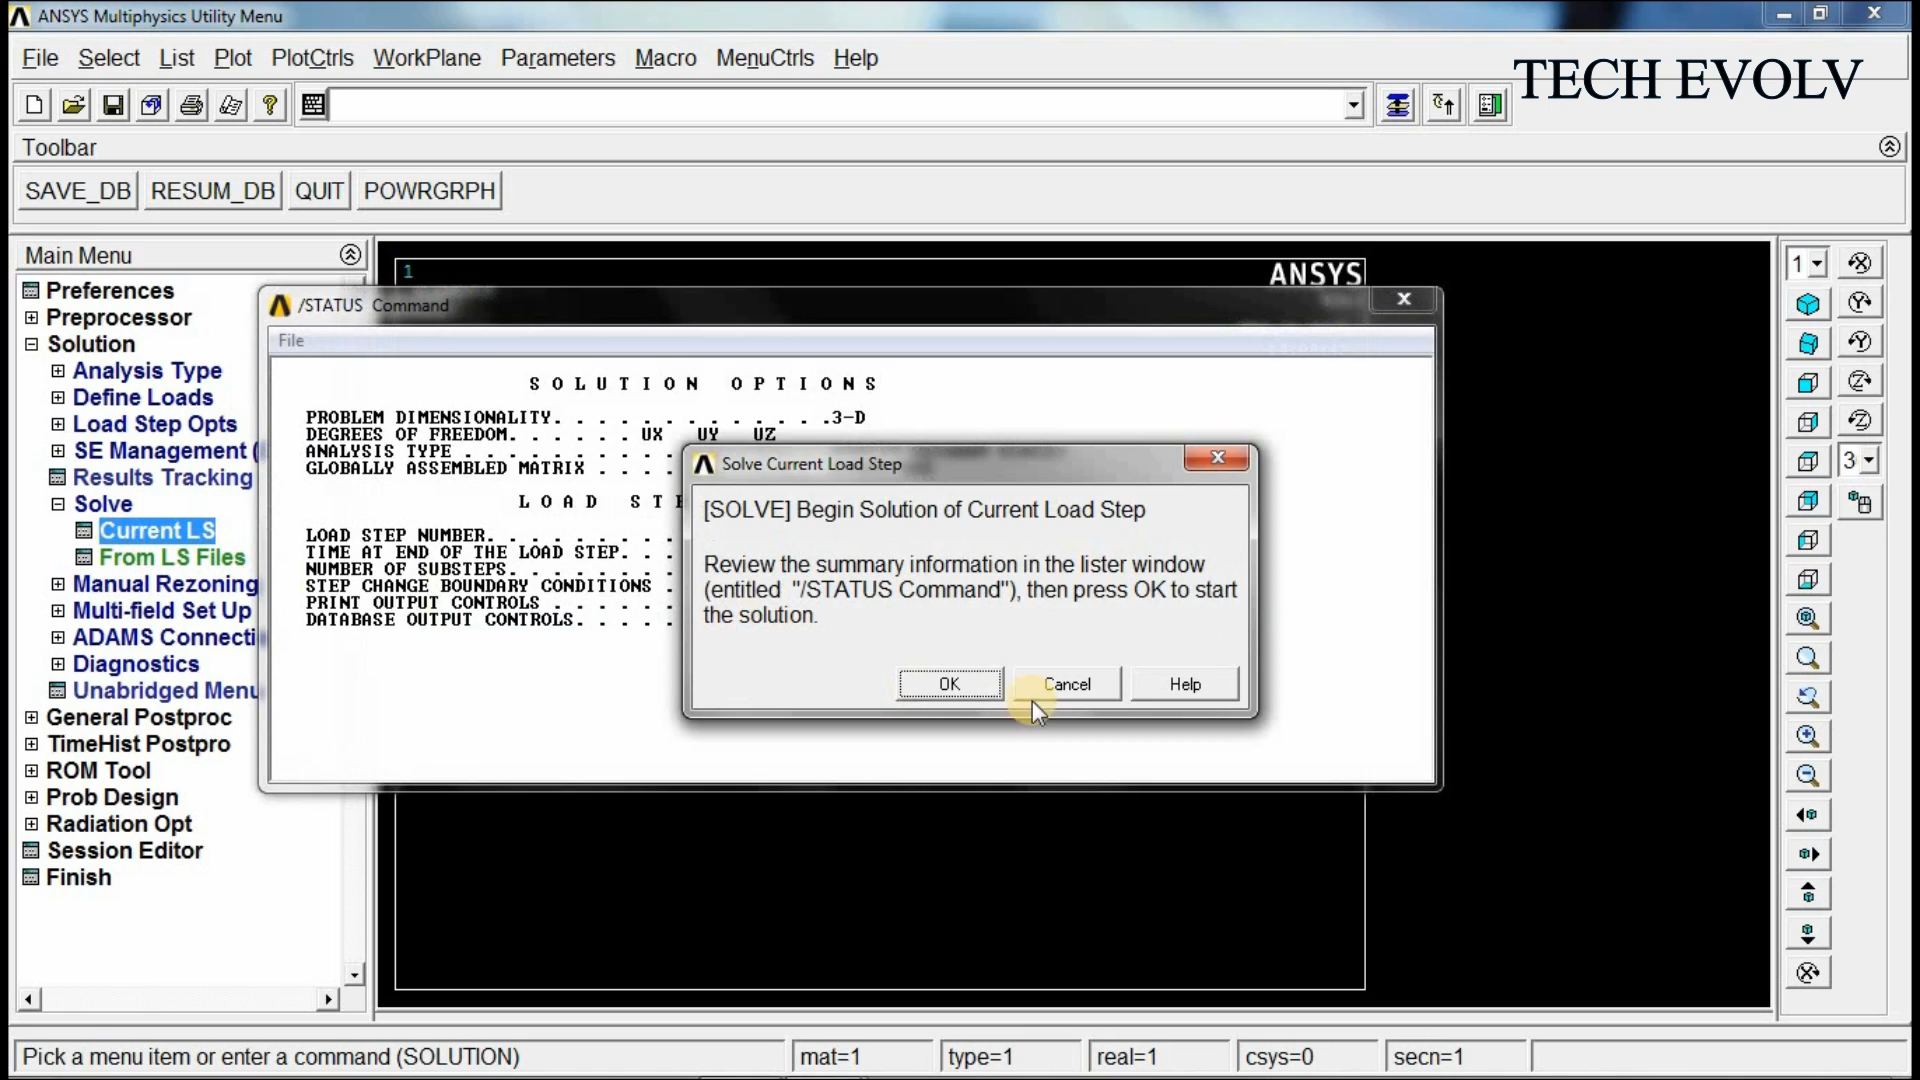 ANSYS Multiphysics Utility Menu
File Select List Plot PlotCtrls WorkPlane Parameters Macro MenuCtrls Help
TECH EVOLV
Toolbar
SAVE_DB RESUM_DB QUIT POWRGRPH
Main Menu
Preferences
Preprocessor
Solution
Analysis Type
Define Loads
Load Step Opts
SE Management (
Results Tracking
Solve
Current LS
From LS Files
Manual Rezoning
Multi-field Set Up
ADAMS Connecti
Diagnostics
Unabridged Menu
General Postproc
TimeHist Postpro
ROM Tool
Prob Design
Radiation Opt
Session Editor
Finish
1
ANSYS
/STATUS Command
File
S O L U T I O N O P T I O N S
PROBLEM DIMENSIONALITY. . . . . . . . . . . . .3-D
DEGREES OF FREEDOM. . . . . . UX UY UZ
ANALYSIS TYPE . . . . . . . .
GLOBALLY ASSEMBLED MATRIX . . . .
L O A D S T E
LOAD STEP NUMBER. . . . . . . . .
TIME AT END OF THE LOAD STEP. . .
NUMBER OF SUBSTEPS. . . . . . . .
STEP CHANGE BOUNDARY CONDITIONS .
PRINT OUTPUT CONTROLS . . . . . .
DATABASE OUTPUT CONTROLS. . . . .
Solve Current Load Step
[SOLVE] Begin Solution of Current Load Step
Review the summary information in the lister window
(entitled "/STATUS Command"), then press OK to start
the solution.
OK Cancel Help
1
3
Pick a menu item or enter a command (SOLUTION) mat=1 type=1 real=1 csys=0 secn=1